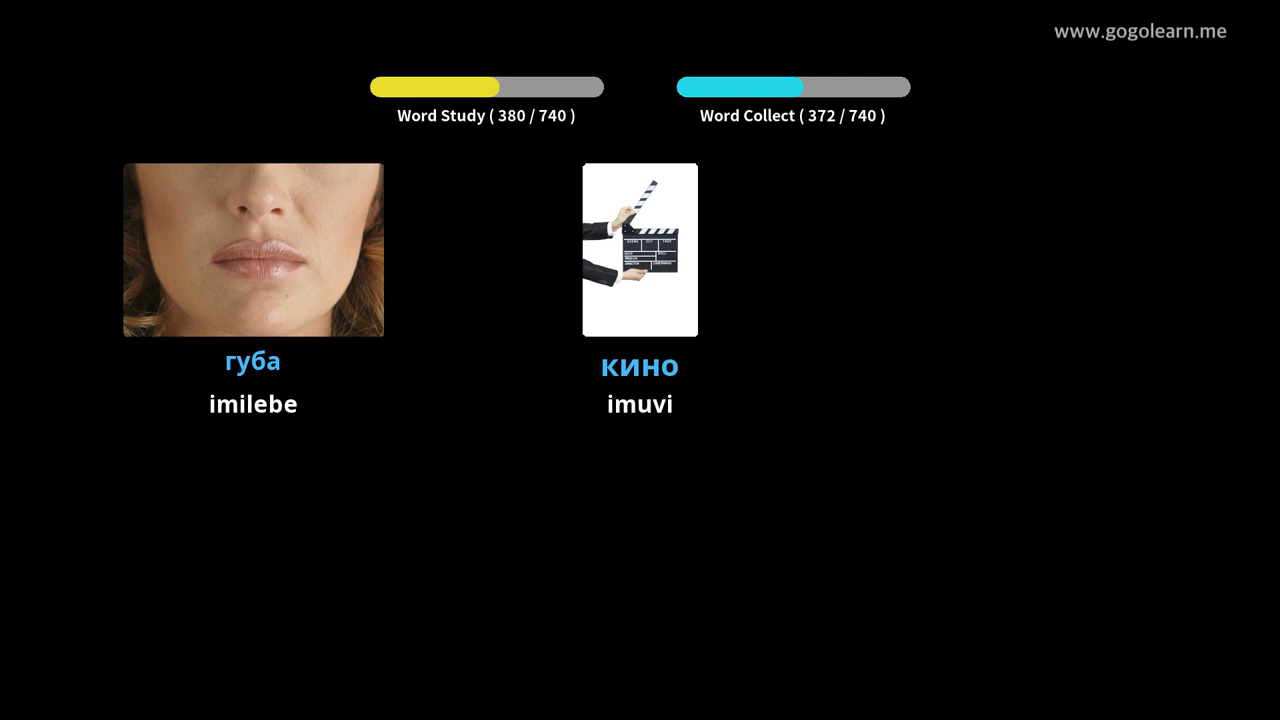 www.gogolearn.me
Word Study ( 380 / 740 )
Word Collect ( 372 / 740 )
губа
imilebe
кино
imuvi